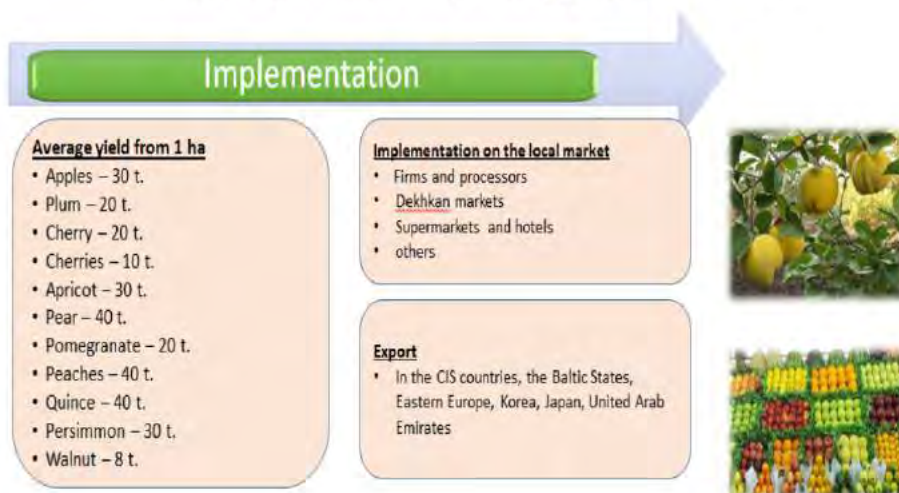 Implementation
Average yield from 1 ha
• Apples – 30 t.
• Plum – 20 t.
• Cherry – 20 t.
• Cherries – 10 t.
• Apricot – 30 t.
• Pear – 40 t.
• Pomegranate – 20 t.
• Peaches – 40 t.
• Quince – 40 t.
• Persimmon – 30 t.
• Walnut – 8 t.
Implementation on the local market
• Firms and processors
• Dekhkan markets
• Supermarkets and hotels
• others
Export
• In the CIS countries, the Baltic States,
Eastern Europe, Korea, Japan, United Arab
Emirates